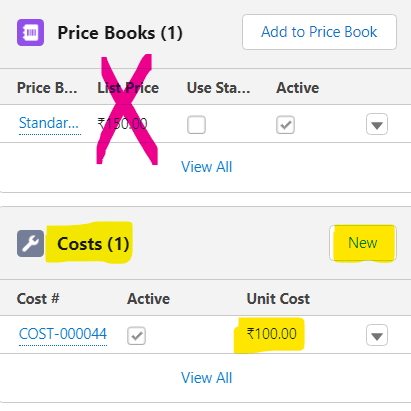 Price Books (1)
Add to Price Book
Price B... List Price Use Sta... Active
Standar... ₹150.00
View All
Costs (1)
New
Cost # Active Unit Cost
COST-000044 ₹100.00
View All